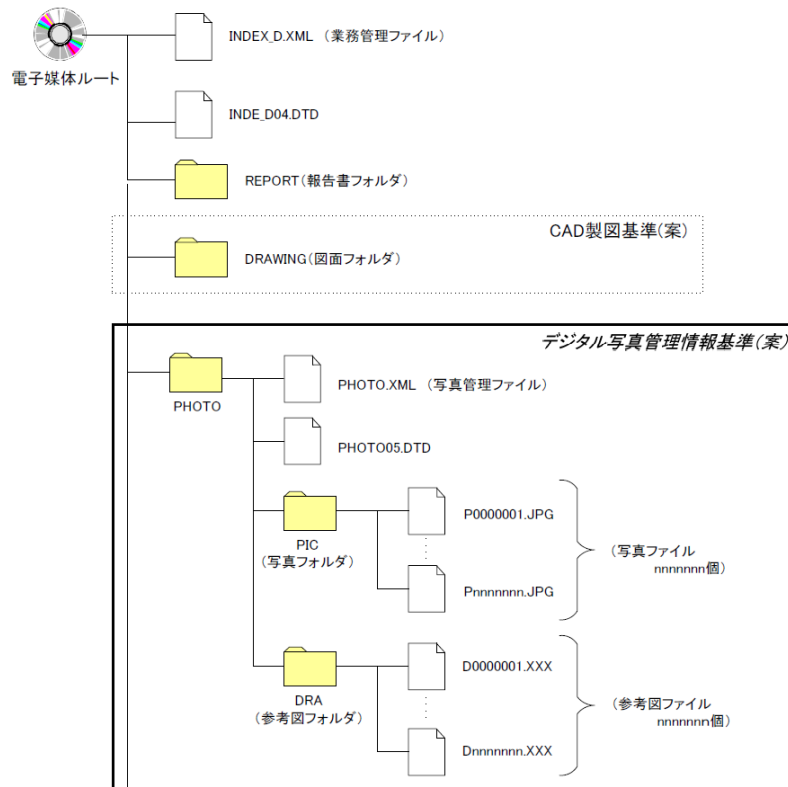 電子媒体ルート
INDEX_D.XML （業務管理ファイル）
INDE_D04.DTD
REPORT(報告書フォルダ)
CAD製図基準(案)
DRAWING(図面フォルダ)
デジタル写真管理情報基準(案)
PHOTO
PHOTO.XML （写真管理ファイル）
PHOTO05.DTD
PIC
(写真フォルダ)
P0000001.JPG
Pnnnnnnn.JPG
(写真ファイル
nnnnnnn個)
DRA
(参考図フォルダ)
D0000001.XXX
Dnnnnnnn.XXX
(参考図ファイル
nnnnnnn個)